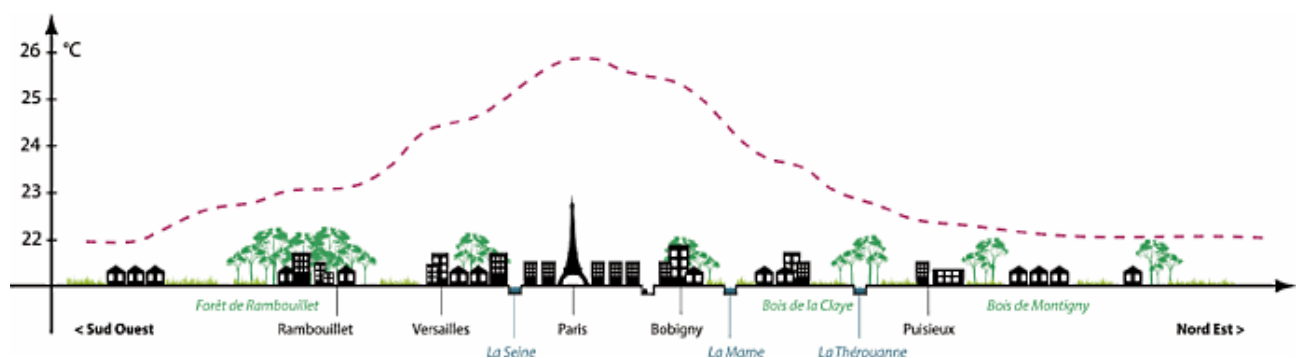 26 °C
25
24
23
22
Forêt de Rambouillet
Bois de la Claye
Bois de Montigny
< Sud Ouest
Rambouillet
Versailles
Paris
Bobigny
Puisieux
Nord Est >
La Seine
La Marne
La Thérouanne